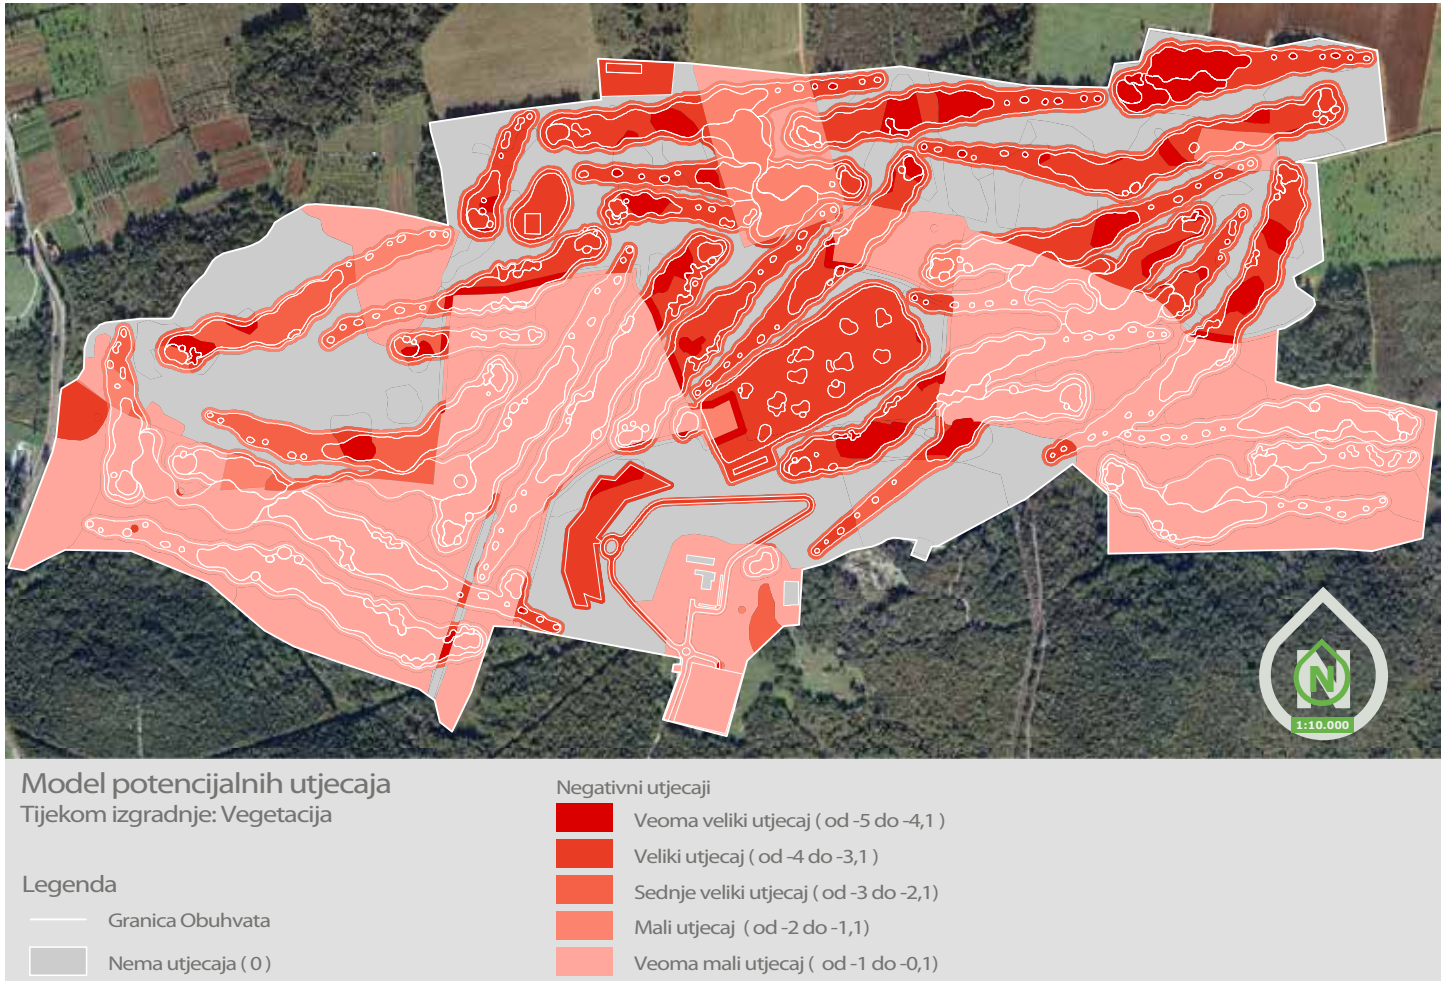 N
1:10.000
Model potencijalnih utjecaja
Tijekom izgradnje: Vegetacija
Legenda
Granica Obuhvata
Nema utjecaja ( 0 )
Negativni utjecaji
Veoma veliki utjecaj ( od -5 do -4,1 )
Veliki utjecaj ( od -4 do -3,1 )
Sednje veliki utjecaj ( od -3 do -2,1)
Mali utjecaj ( od -2 do -1,1)
Veoma mali utjecaj ( od -1 do -0,1)